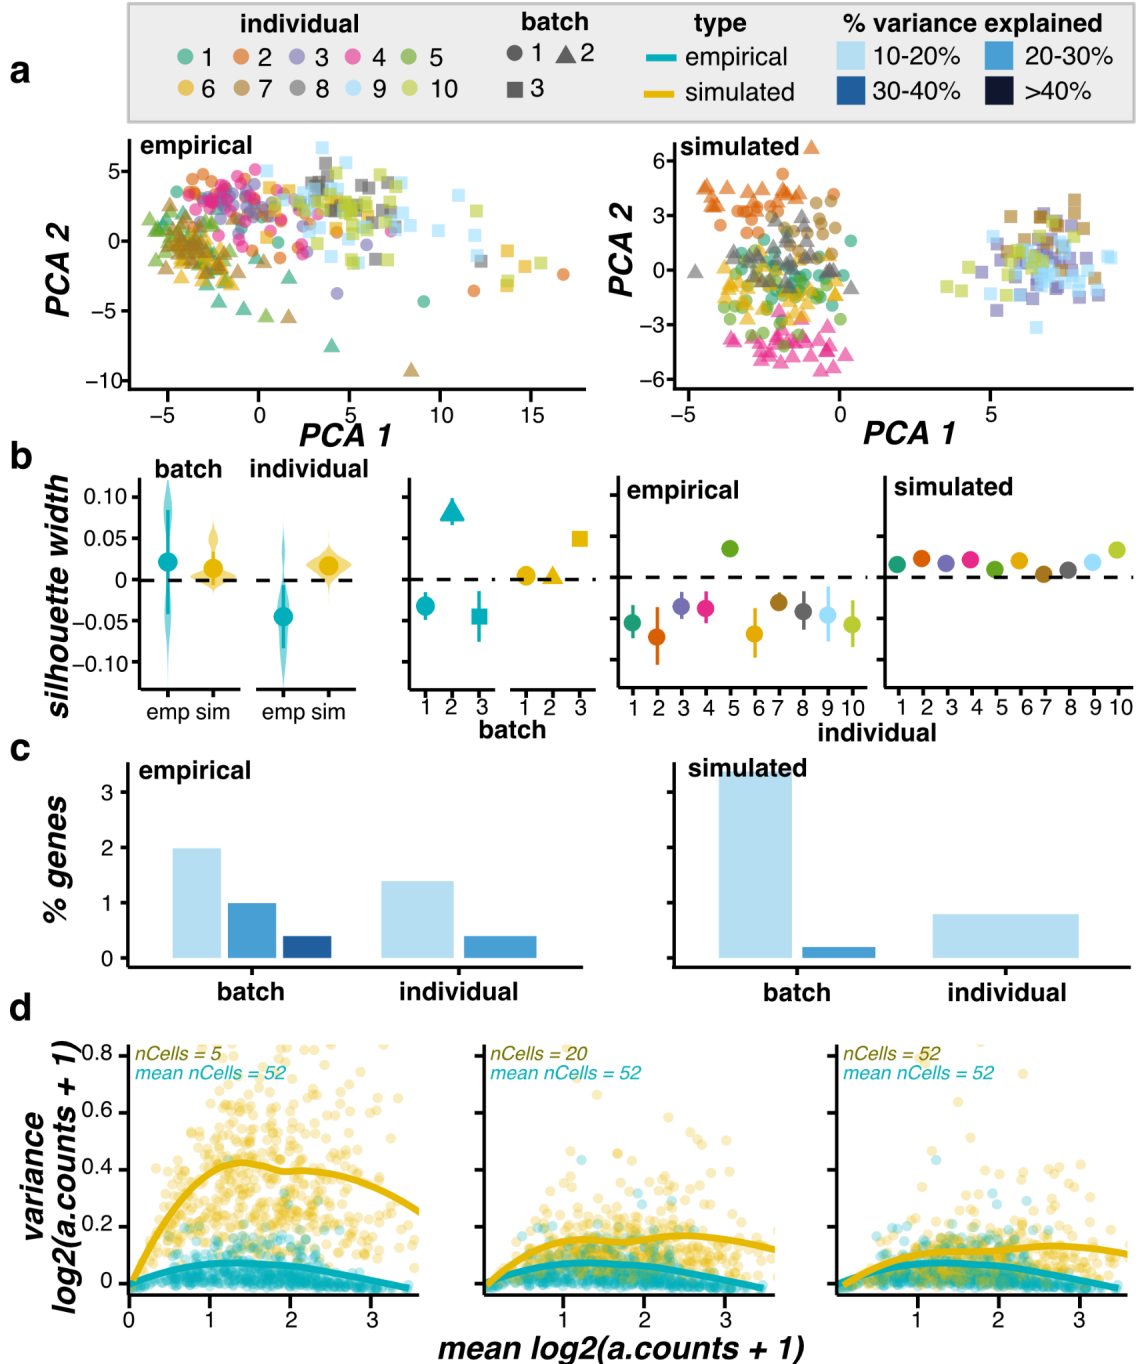 individual batch type % variance explained
1 2 3 4 5 1 2 empirical 10-20% 20-30%
6 7 8 9 10 3 simulated 30-40% >40%
a
empirical
PCA 2
5
0
−5
−10
−5 0 5 10 15
PCA 1
simulated
PCA 2
6
3
0
−3
−6
−5 0 5
PCA 1
b
silhouette width
batch individual
0.10
0.05
0
−0.05
−0.10
emp sim emp sim
1 2 3 1 2 3
batch
empirical
1 2 3 4 5 6 7 8 9 10
simulated
1 2 3 4 5 6 7 8 9 10
individual
c
% genes
empirical
3
2
1
0
batch individual
simulated
batch individual
d
variance
log2(a.counts + 1)
0.8
0.6
0.4
0.2
0
nCells = 5
mean nCells = 52
0 1 2 3
nCells = 20
mean nCells = 52
1 2 3
nCells = 52
mean nCells = 52
1 2 3
mean log2(a.counts + 1)